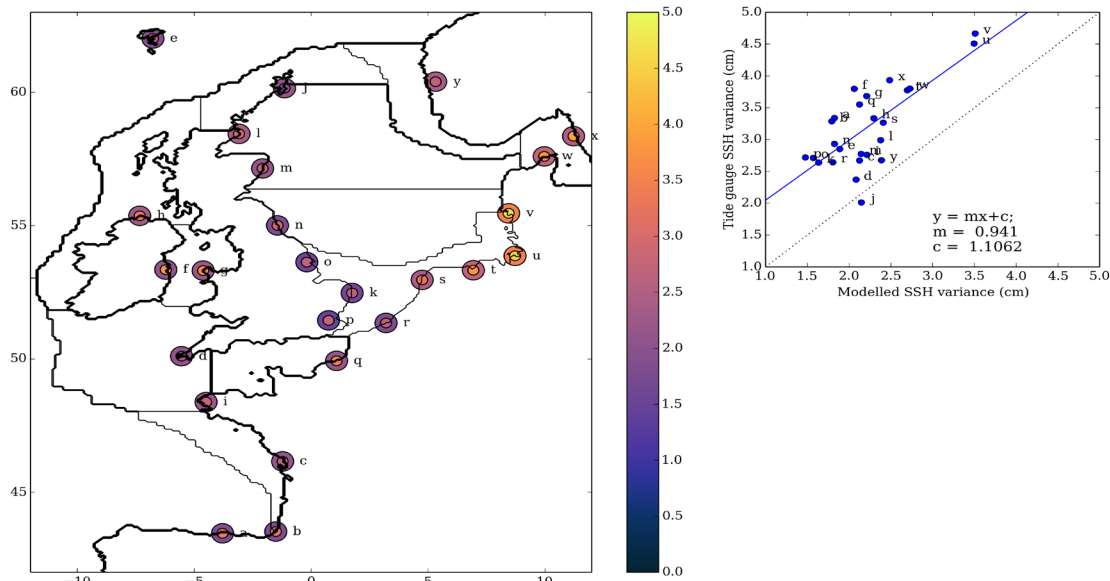 e
y
j
l
x
w
m
h
v
n
f
g
o
u
s
t
k
p
r
d
q
i
c
a
b
60
55
50
45
−10
−5
0
5
10
5.0
4.5
4.0
3.5
3.0
2.5
2.0
1.5
1.0
0.5
0.0
Tide gauge SSH variance (cm)
5.0
4.5
4.0
3.5
3.0
2.5
2.0
1.5
1.0
v
u
x
f
w
g
q
a
h
s
l
n
e
r
c
y
d
j
y = mx+c;
m = 0.941
c = 1.1062
1.0 1.5 2.0 2.5 3.0 3.5 4.0 4.5 5.0
Modelled SSH variance (cm)